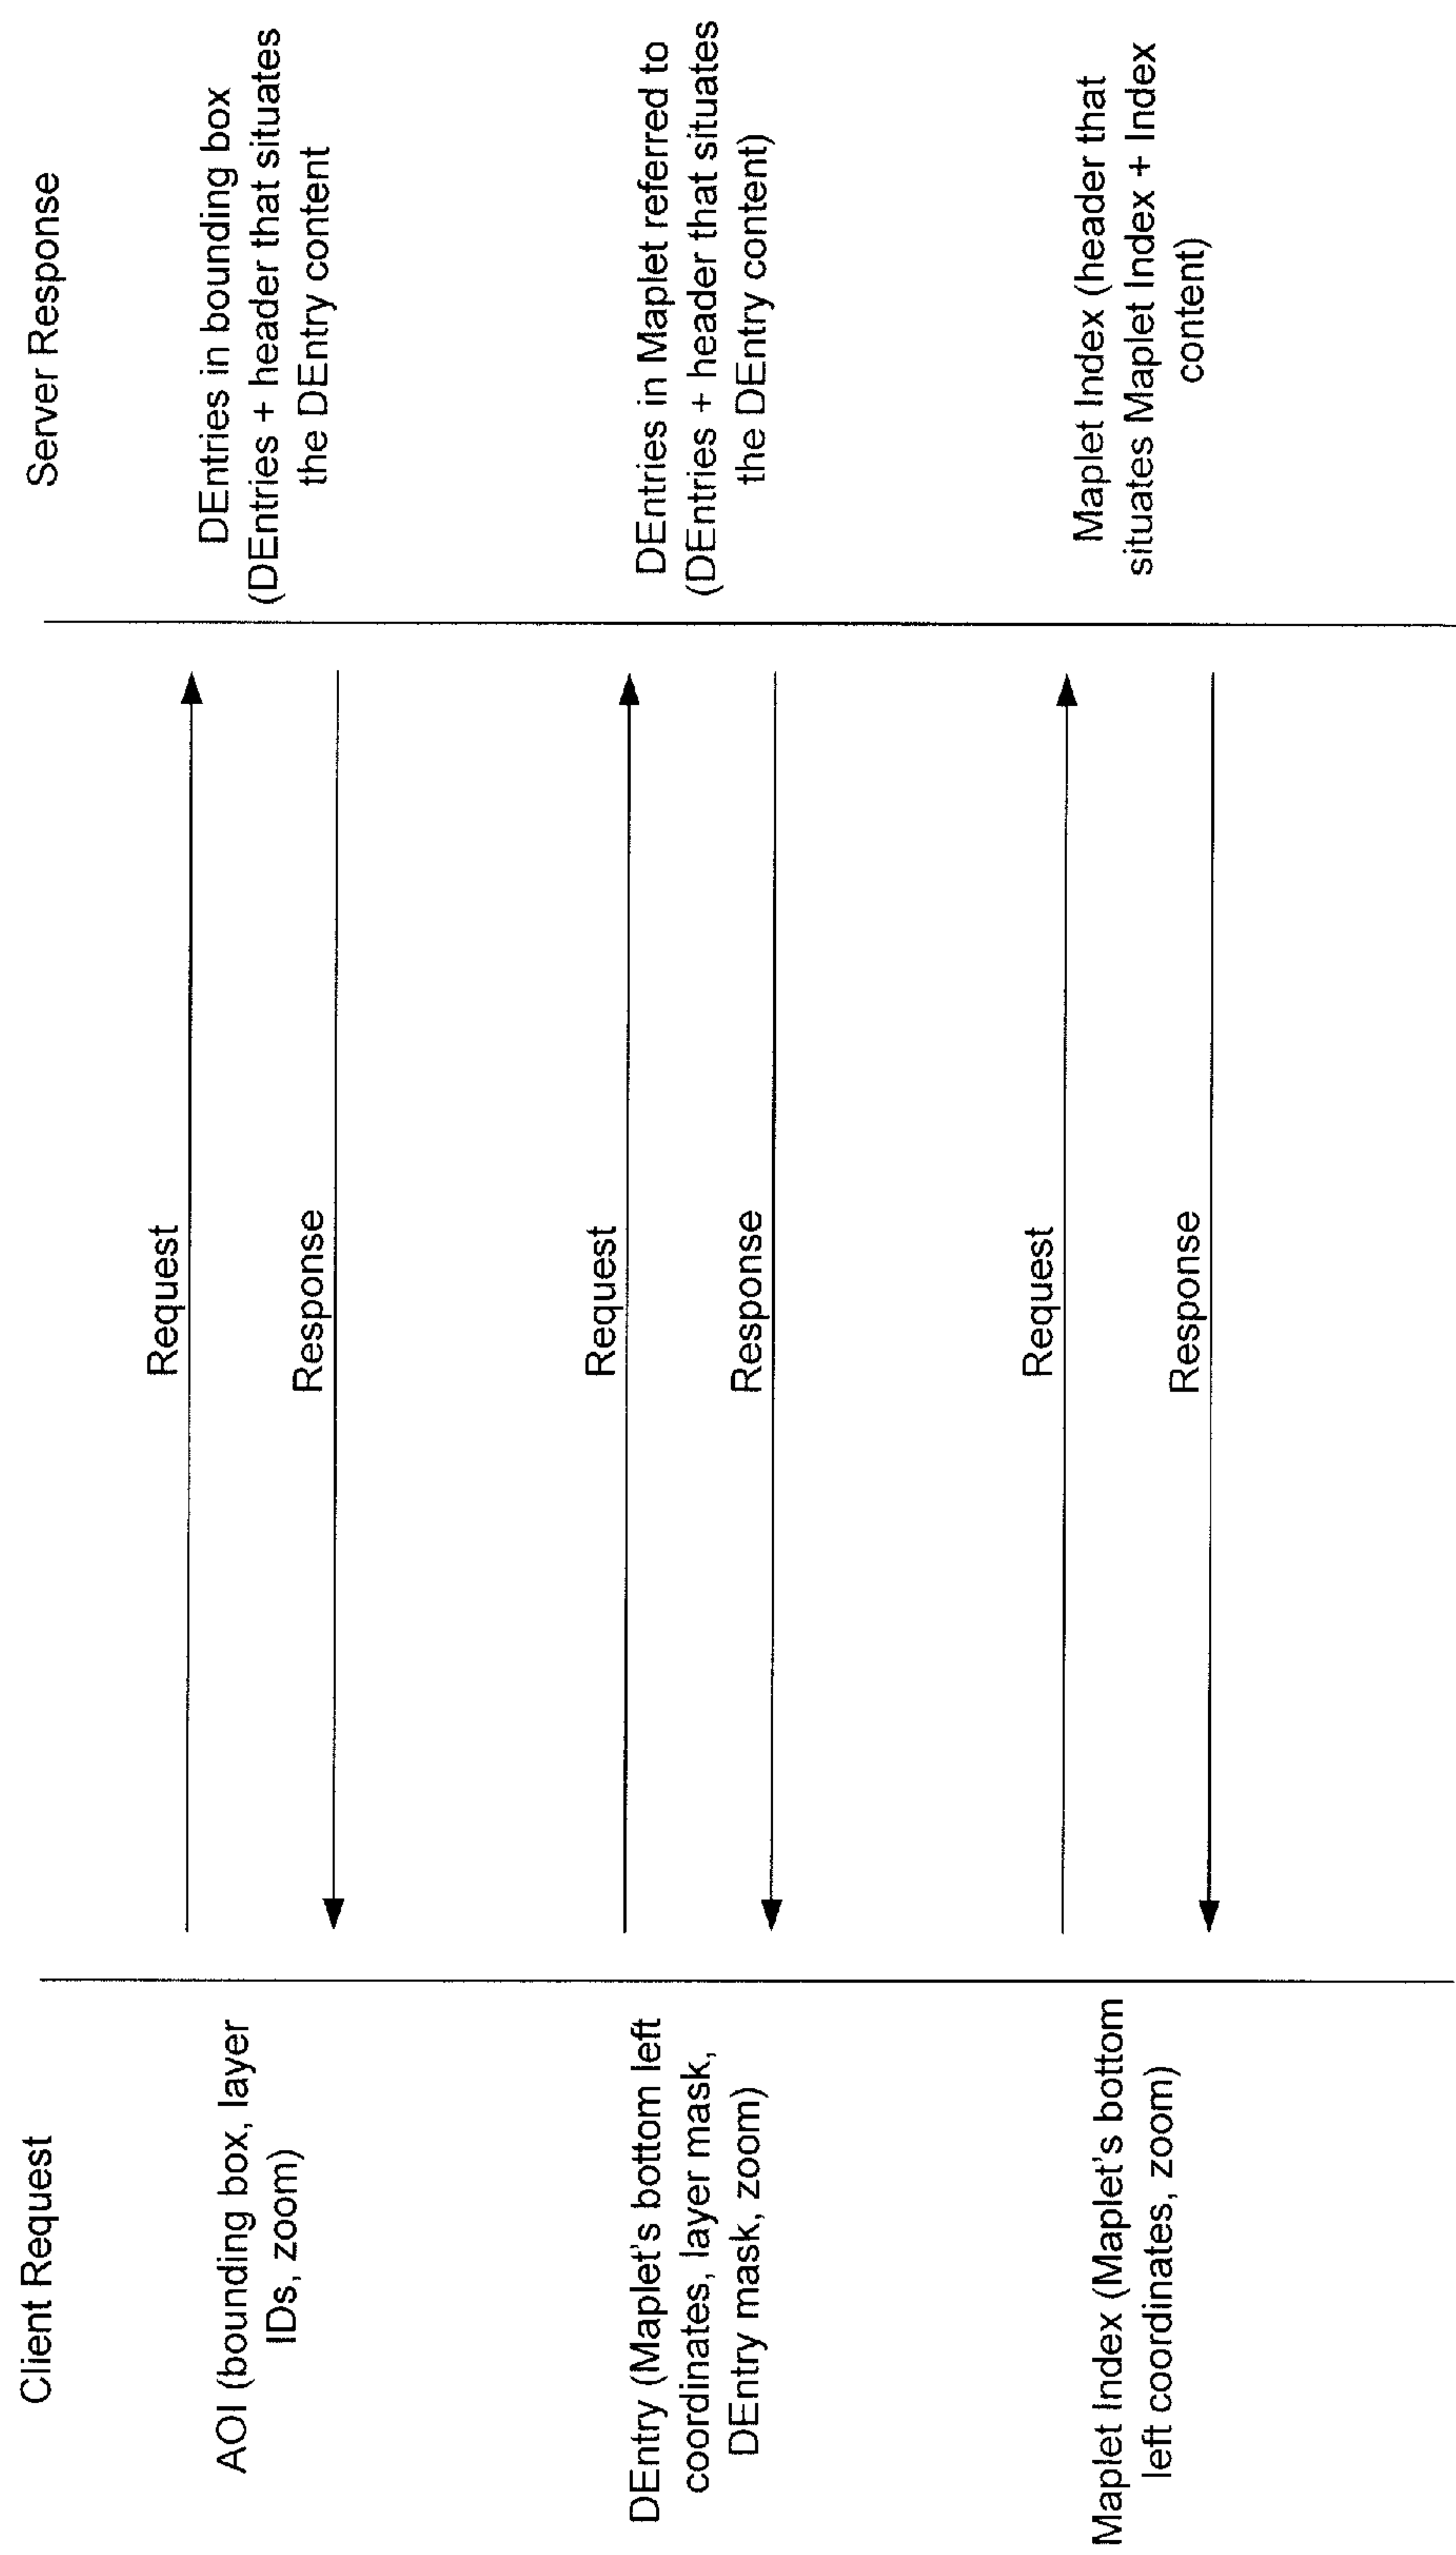 Client Request
Server Response
AOI (bounding box, layer
IDs, zoom)
Request
Response
DEntries in bounding box
(DEntries + header that situates
the DEntry content
DEntry (Maplet's bottom left
coordinates, layer mask,
DEntry mask, zoom)
Request
Response
DEntries in Maplet referred to
(DEntries + header that situates
the DEntry content)
Maplet Index (Maplet's bottom
left coordinates, zoom)
Request
Response
Maplet Index (header that
situates Maplet Index + Index
content)